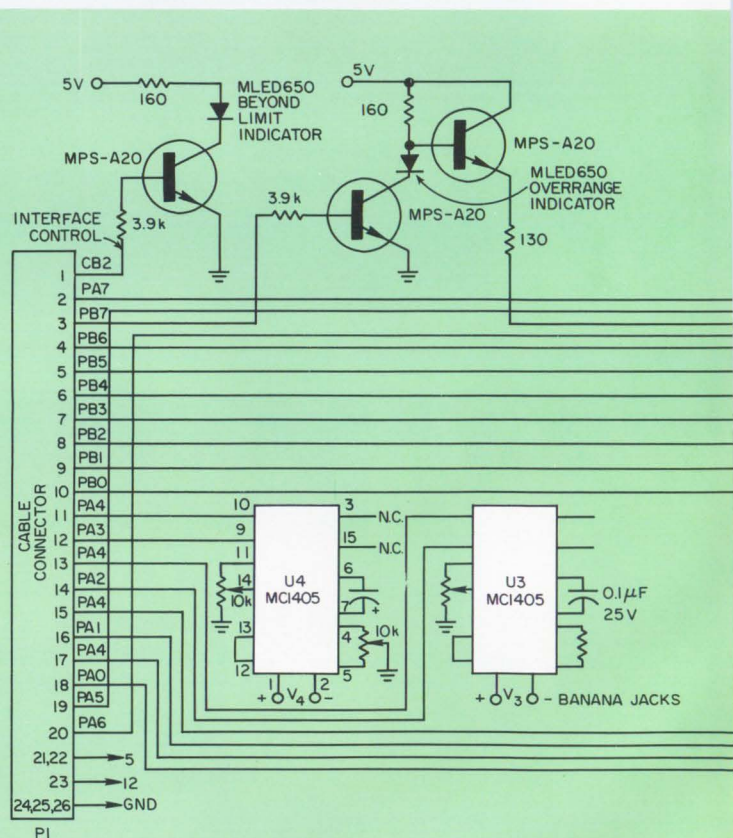 5V
160
MLED650
BEYOND
LIMIT
INDICATOR
MPS-A20
3.9k
INTERFACE
CONTROL
5V
160
MPS-A20
MLED650
OVERRANGE
INDICATOR
3.9k
MPS-A20
130
CABLE
CONNECTOR
1 CB2
2 PA7
3 PB7
4 PB6
5 PB5
6 PB4
7 PB3
8 PB2
9 PB1
10 PB0
11 PA4
12 PA3
13 PA4
14 PA2
15 PA4
16 PA1
17 PA4
18 PA0
19 PA5
20 PA6
21,22 5
23 12
24,25,26 GND
P1
10 3 N.C.
9 15 N.C.
11 6
14 7 +
10k
U4
MC1405
13 4 10k
12 5
1 2
+ V4 -
U3
MC1405
0.1µF
25V
+ V3 - BANANA JACKS